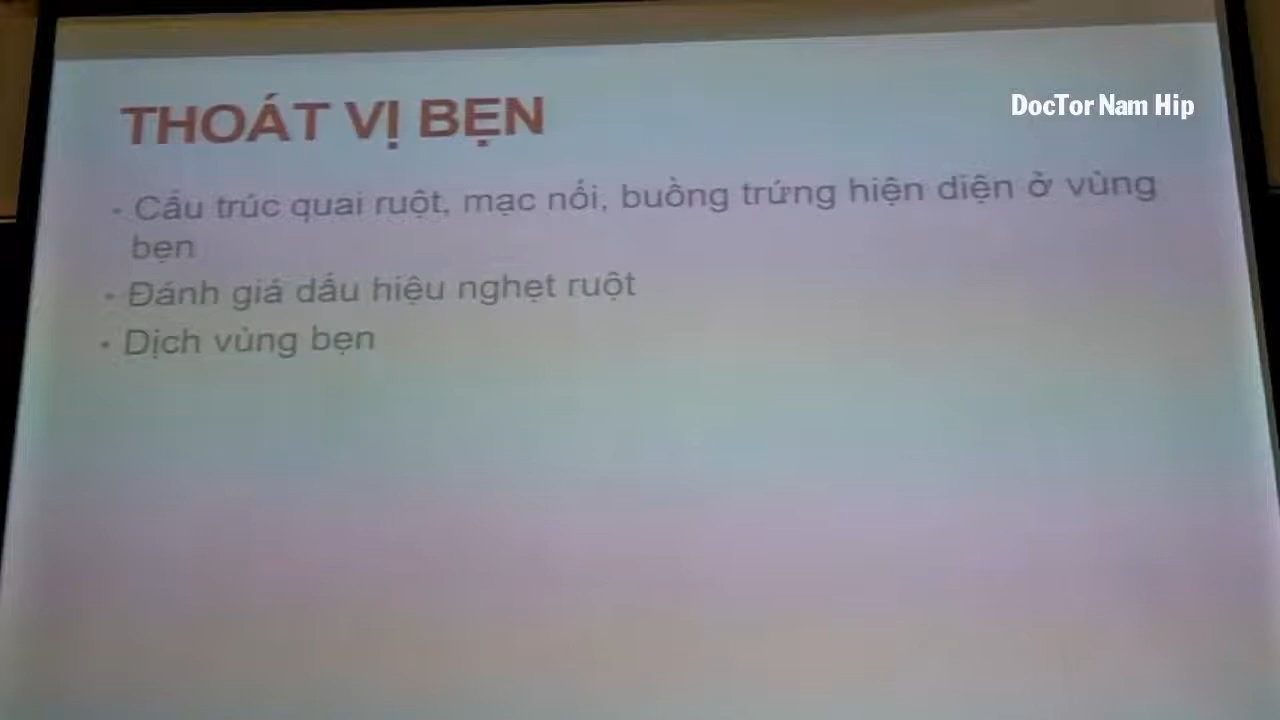 THOÁT VỊ BẸN
DocTor Nam Hip
- Cấu trúc quai ruột, mạc nối, buồng trứng hiện diện ở vùng
bẹn
• Đánh giá dấu hiệu nghẹt ruột
• Dịch vùng bẹn